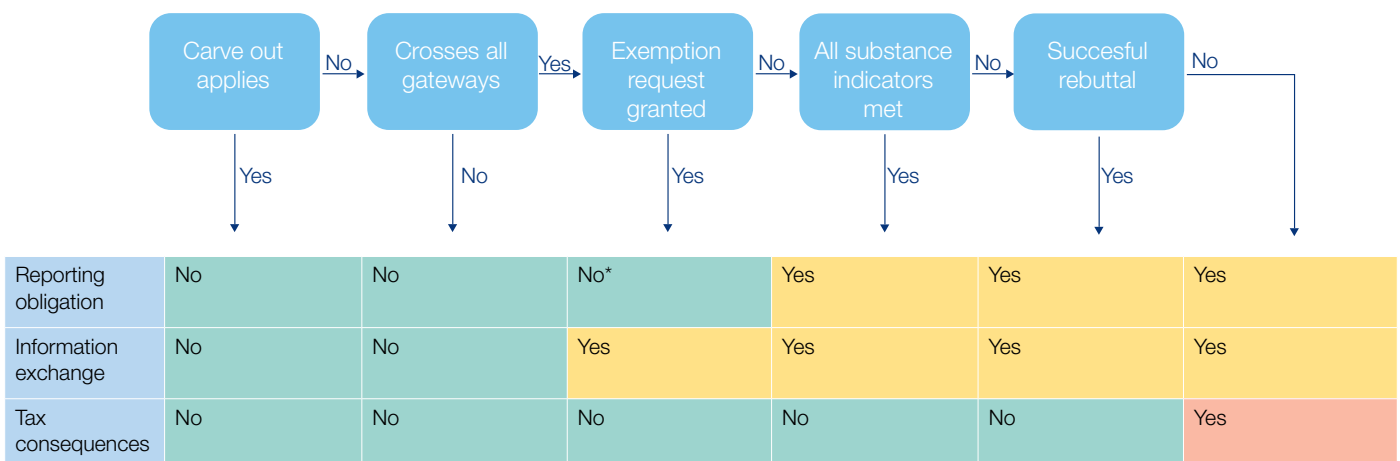 Carve out
applies
No
Crosses all
gateways
Yes
Exemption
request
granted
No
All substance
indicators
met
No
Succesful
rebuttal
No
Yes
No
Yes
Yes
Yes
Reporting
obligation
No
No
No*
Yes
Yes
Yes
Information
exchange
No
No
Yes
Yes
Yes
Yes
Tax
consequences
No
No
No
No
No
Yes